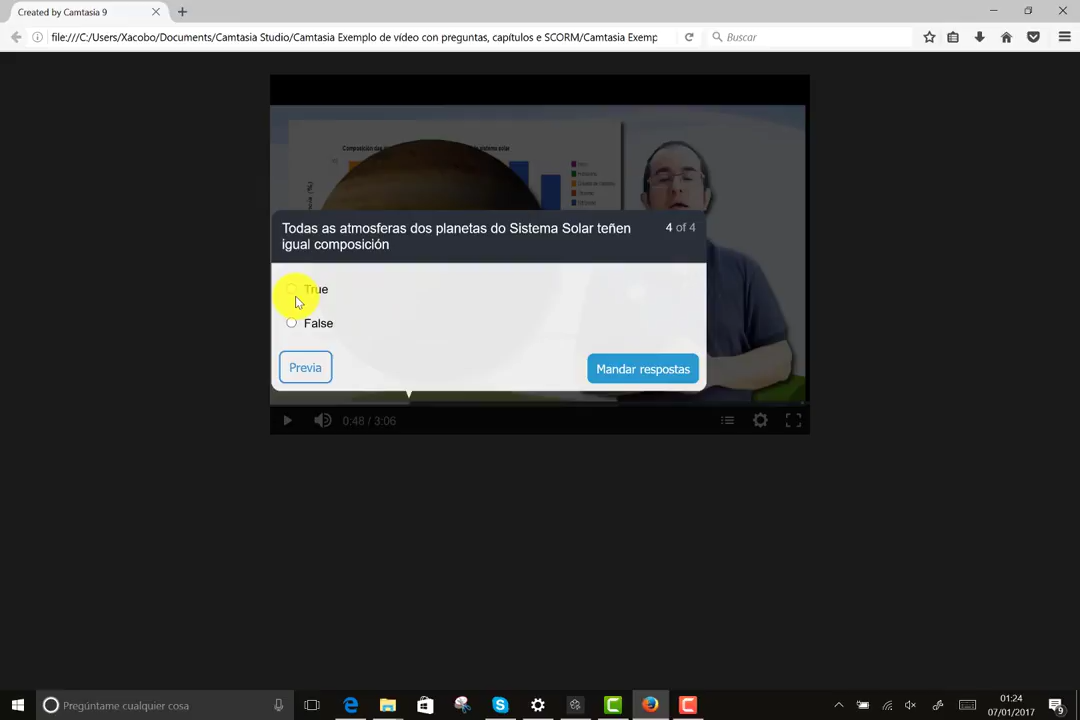 Created by Camtasia 9
file:///C:/Users/Xacobo/Documents/Camtasia Studio/Camtasia Exemplo de vídeo con preguntas, capítulos e SCORM/Camtasia Exemp
Buscar
Todas as atmosferas dos planetas do Sistema Solar teñen
igual composición
4 of 4
True
False
Previa
Mandar respostas
0:48 / 3:06
Pregúntame cualquier cosa
01:24
07/01/2017
9